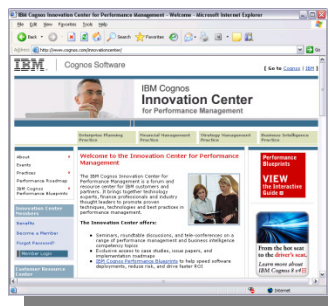 IBM Cognos Innovation Center for Performance Management - Welcome - Microsoft Internet Explorer
File Edit View Favorites Tools Help
Back Search Favorites
Address http://www.cognos.com/innovationcenter/ Go
IBM. Cognos Software
[ Go to Cognos | IBM ]
IBM Cognos
Innovation Center
for Performance Management
Enterprise Planning Practice
Financial Management Practice
Strategy Management Practice
Business Intelligence Practice
About
Events
Practices
Performance Roadmap
IBM Cognos
Performance Blueprints
Innovation Center
Members
Benefits
Become a Member
Forgot Password?
Member Login
Customer Resource
Center
Welcome to the Innovation Center for Performance
Management
The IBM Cognos Innovation Center for
Performance Management is a forum and
resource center for IBM customers and
partners. It brings together technology
experts, finance professionals and industry
thought leaders to promote proven
techniques, technologies and best practices in
performance management.
The Innovation Center offers:
• Seminars, roundtable discussions, and tele-conferences on a
range of performance management and business intelligence
competency topics
• Exclusive access to case studies, issue papers, and
implementation roadmaps
• IBM Cognos Performance Blueprints to help speed software
deployments, reduce risk, and drive faster ROI
Performance
Blueprints
VIEW
the Interactive
Guide
From the hot seat
to the driver's seat.
Learn more about
IBM Cognos 8 v4
Internet